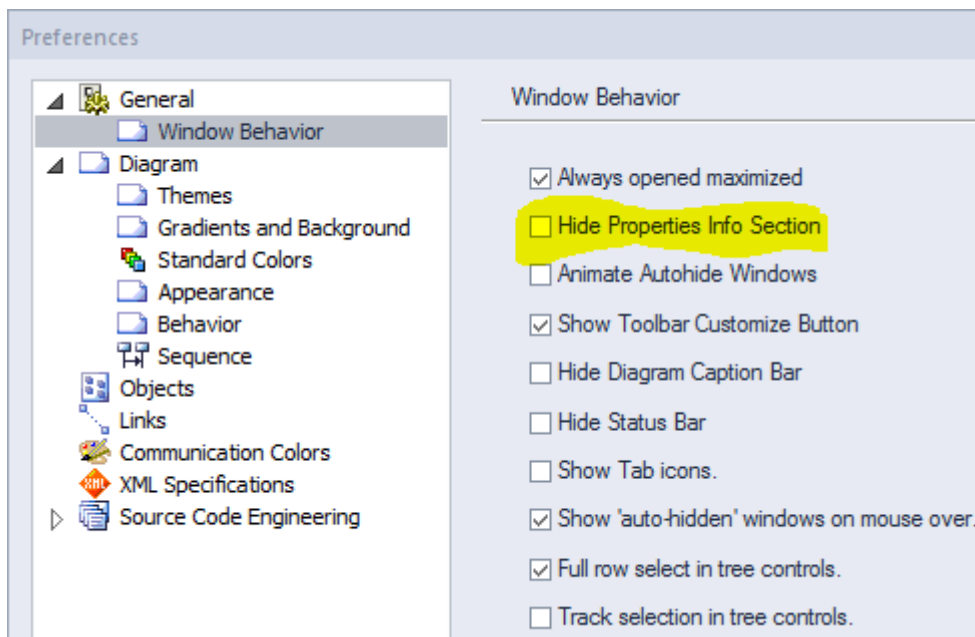 Preferences
General
Window Behavior
Diagram
Themes
Gradients and Background
Standard Colors
Appearance
Behavior
Sequence
Objects
Links
Communication Colors
XML Specifications
Source Code Engineering
Window Behavior
Always opened maximized
Hide Properties Info Section
Animate Autohide Windows
Show Toolbar Customize Button
Hide Diagram Caption Bar
Hide Status Bar
Show Tab icons.
Show 'auto-hidden' windows on mouse over.
Full row select in tree controls.
Track selection in tree controls.